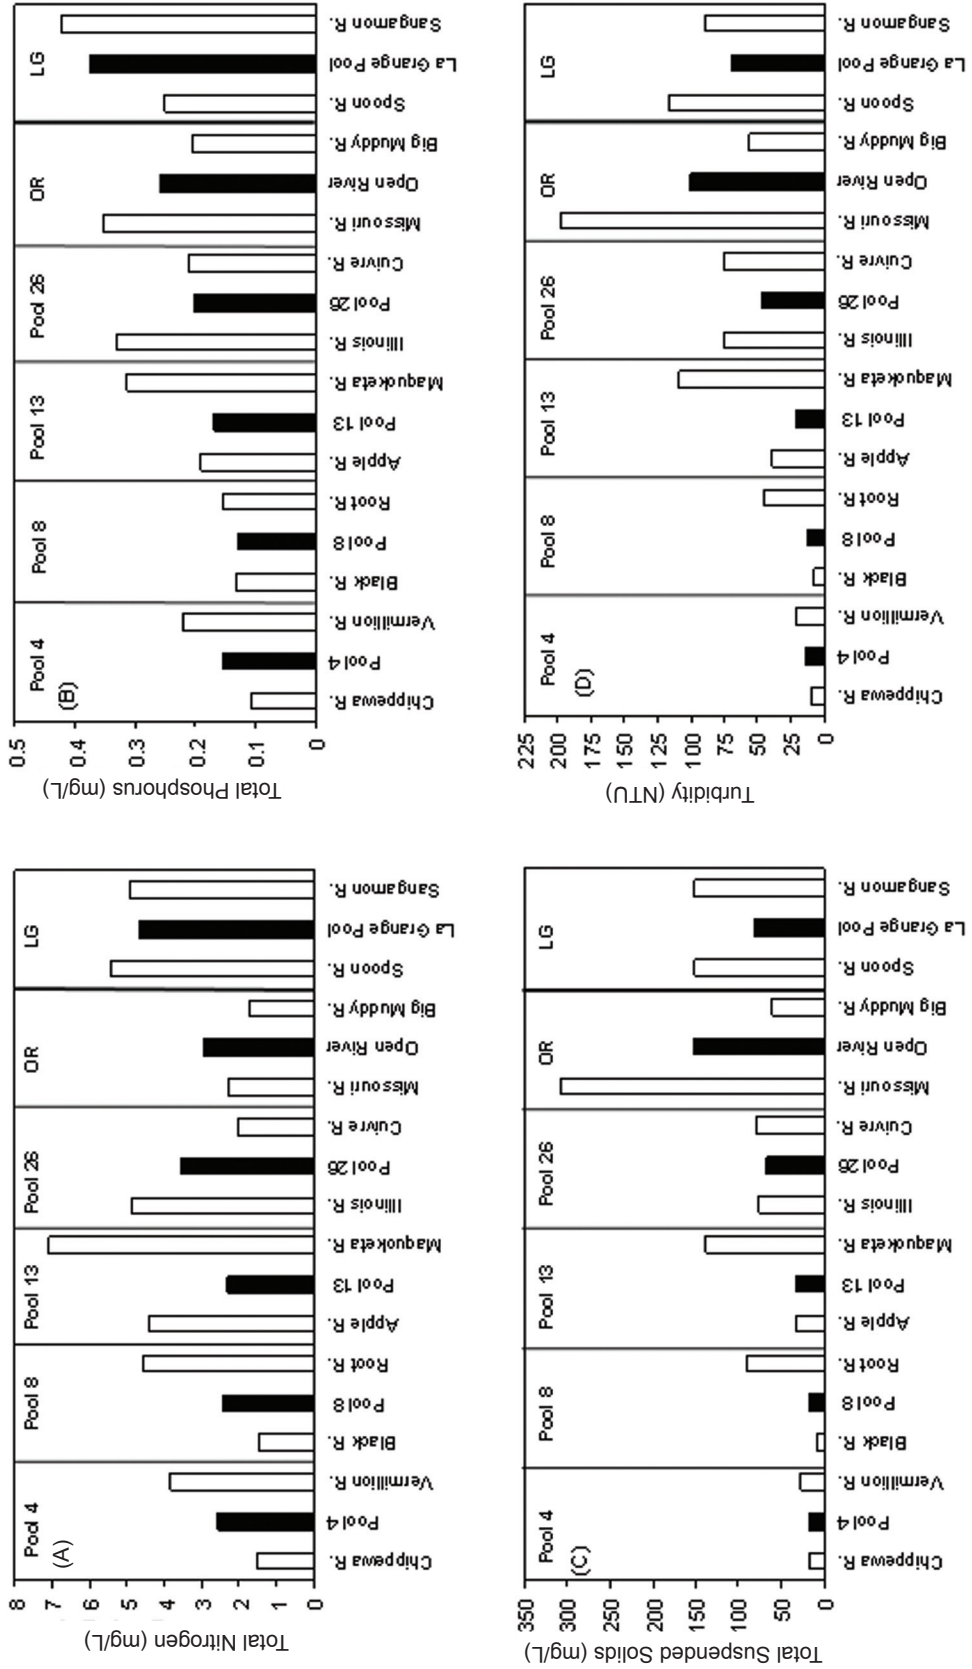 (A)
Total Nitrogen (mg/L)
8
7
6
5
4
3
2
1
0
Pool 4
Pool 8
Pool 13
Pool 26
OR
LG
Chippewa R.
Pool 4
Vermillion R.
Black R.
Pool 8
Root R.
Apple R.
Pool 13
Maquoketa R.
Illinois R.
Pool 26
Cuivre R.
Missouri R.
Open River
Big Muddy R.
Spoon R.
La Grange Pool
Sangamon R.
(B)
Total Phosphorus (mg/L)
0.5
0.4
0.3
0.2
0.1
0
Pool 4
Pool 8
Pool 13
Pool 26
OR
LG
Chippewa R.
Pool 4
Vermillion R.
Black R.
Pool 8
Root R.
Apple R.
Pool 13
Maquoketa R.
Illinois R.
Pool 26
Cuivre R.
Missouri R.
Open River
Big Muddy R.
Spoon R.
La Grange Pool
Sangamon R.
(C)
Total Suspended Solids (mg/L)
350
300
250
200
150
100
50
0
Pool 4
Pool 8
Pool 13
Pool 26
OR
LG
Chippewa R.
Pool 4
Vermillion R.
Black R.
Pool 8
Root R.
Apple R.
Pool 13
Maquoketa R.
Illinois R.
Pool 26
Cuivre R.
Missouri R.
Open River
Big Muddy R.
Spoon R.
La Grange Pool
Sangamon R.
(D)
Turbidity (NTU)
225
200
175
150
125
100
75
50
25
0
Pool 4
Pool 8
Pool 13
Pool 26
OR
LG
Chippewa R.
Pool 4
Vermillion R.
Black R.
Pool 8
Root R.
Apple R.
Pool 13
Maquoketa R.
Illinois R.
Pool 26
Cuivre R.
Missouri R.
Open River
Big Muddy R.
Spoon R.
La Grange Pool
Sangamon R.